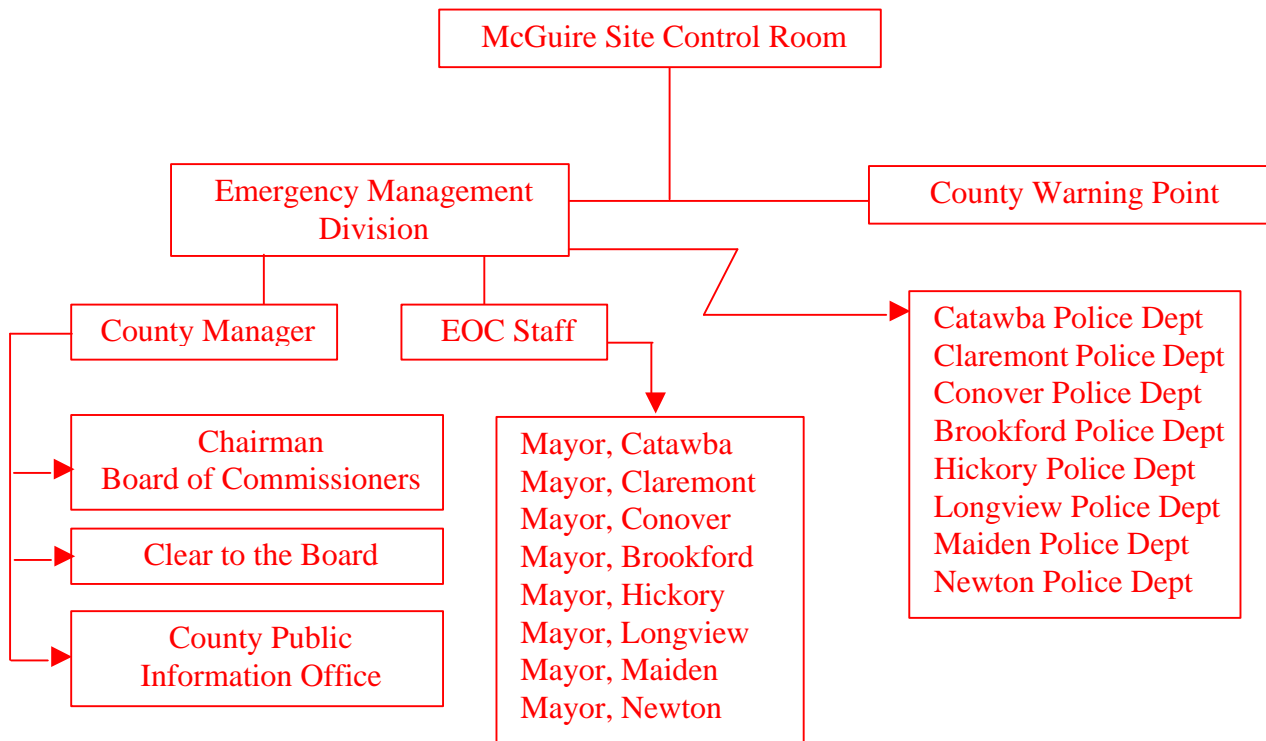 McGuire Site Control Room
Emergency Management
Division
County Warning Point
County Manager
EOC Staff
Catawba Police Dept
Claremont Police Dept
Conover Police Dept
Brookford Police Dept
Hickory Police Dept
Longview Police Dept
Maiden Police Dept
Newton Police Dept
Chairman
Board of Commissioners
Clear to the Board
County Public
Information Office
Mayor, Catawba
Mayor, Claremont
Mayor, Conover
Mayor, Brookford
Mayor, Hickory
Mayor, Longview
Mayor, Maiden
Mayor, Newton